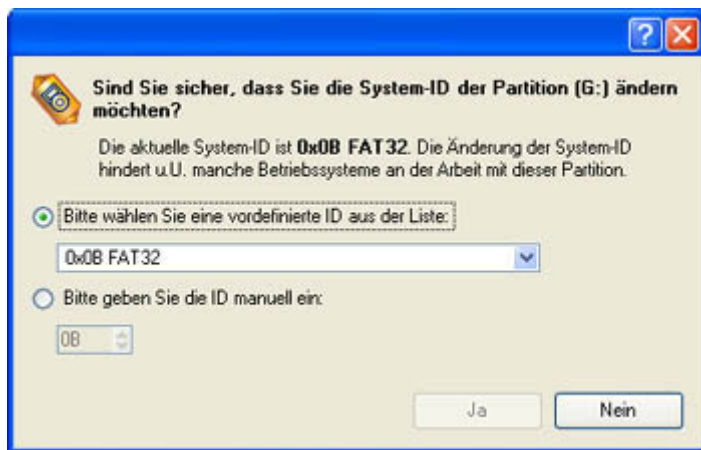 Sind Sie sicher, dass Sie die System-ID der Partition (G:) ändern
möchten?
Die aktuelle System-ID ist 0x0B FAT32. Die Änderung der System-ID
hindert u.U. manche Betriebssysteme an der Arbeit mit dieser Partition.
Bitte wählen Sie eine vordefinierte ID aus der Liste:
0x0B FAT32
Bitte geben Sie die ID manuell ein:
0B
Ja Nein